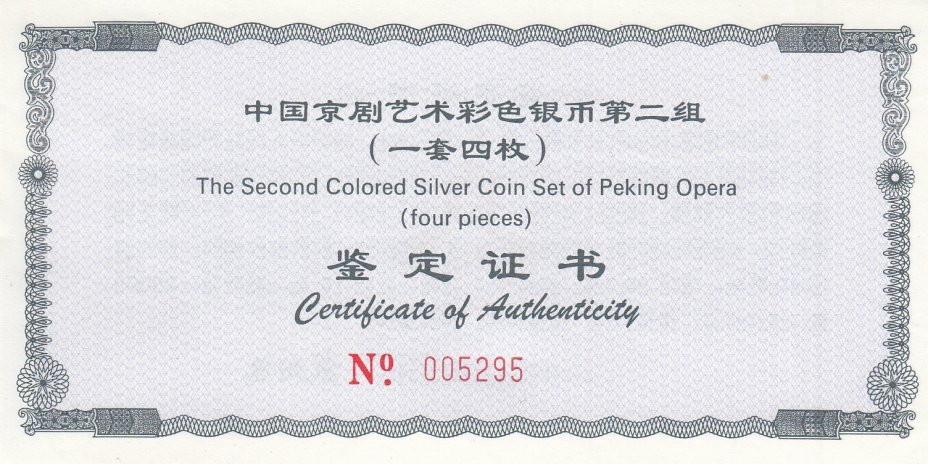 中国京剧艺术彩色银币第二组
(一套四枚)
The Second Colored Silver Coin Set of Peking Opera
(four pieces)
鉴定证书
Certificate of Authenticity
Nº. 005295